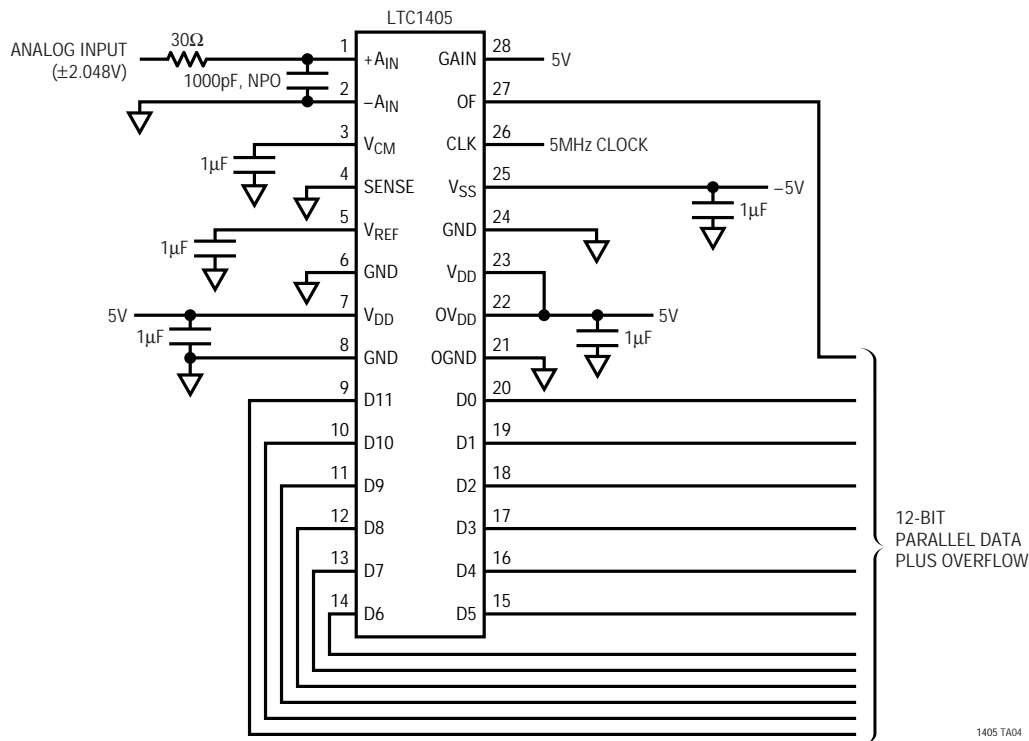 LTC1405
ANALOG INPUT
(±2.048V)
30Ω
1000pF, NPO
1 +AIN
2 –AIN
3 VCM
1µF
4 SENSE
5 VREF
1µF
6 GND
5V
7 VDD
1µF
8 GND
9 D11
10 D10
11 D9
12 D8
13 D7
14 D6
GAIN 28
5V
OF 27
CLK 26
5MHz CLOCK
VSS 25
–5V
1µF
GND 24
VDD 23
OVDD 22
5V
1µF
OGND 21
D0 20
D1 19
D2 18
D3 17
D4 16
D5 15
12-BIT
PARALLEL DATA
PLUS OVERFLOW
1405 TA04